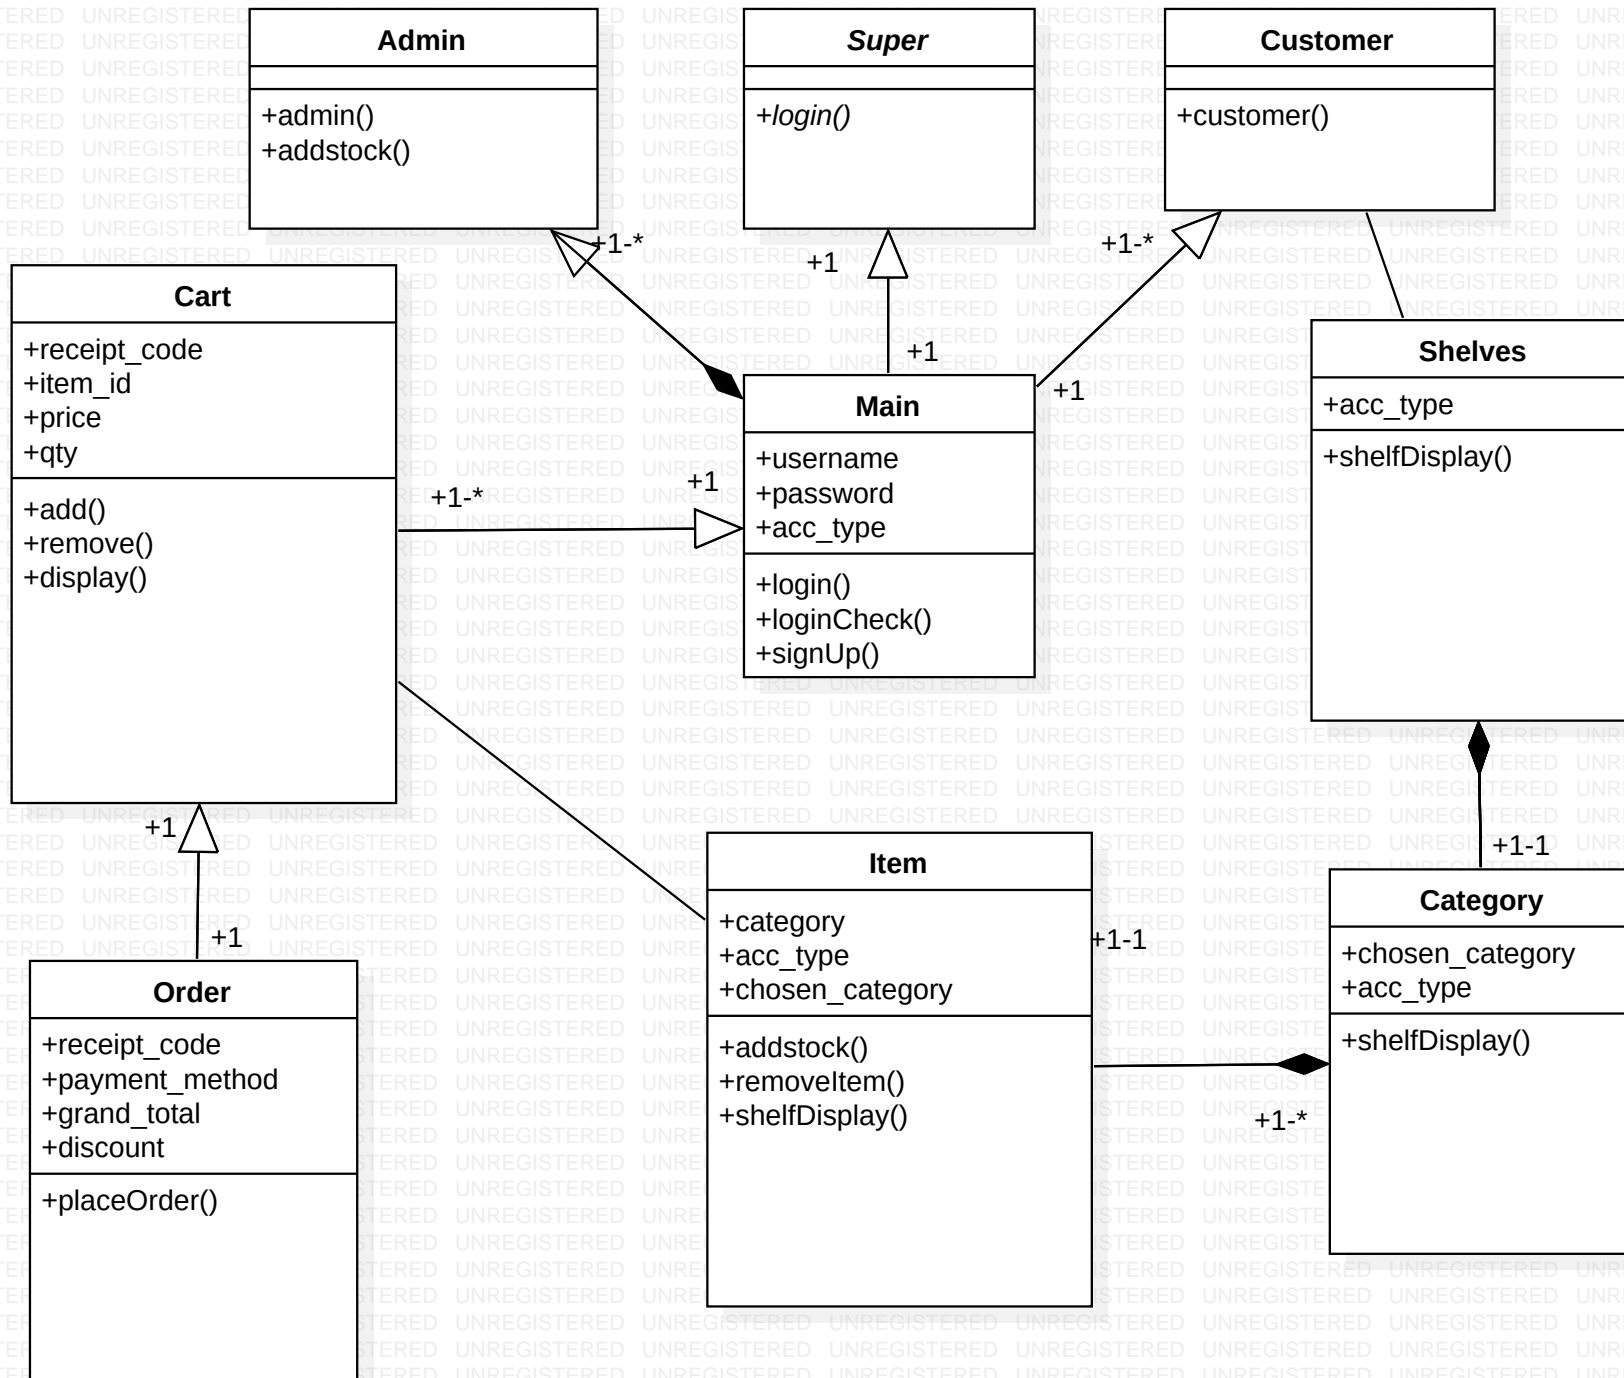 Admin
+admin()
+addstock()
Super
+login()
Customer
+customer()
+1-*
+1
+1-*
+1
+1
Cart
+receipt_code
+item_id
+price
+qty
+add()
+remove()
+display()
+1-*
+1
Main
+username
+password
+acc_type
+login()
+loginCheck()
+signUp()
Shelves
+acc_type
+shelfDisplay()
+1
+1
+1-1
Order
+receipt_code
+payment_method
+grand_total
+discount
+placeOrder()
Item
+category
+acc_type
+chosen_category
+addstock()
+removeItem()
+shelfDisplay()
+1-1
+1-*
Category
+chosen_category
+acc_type
+shelfDisplay()
UNREGISTERED